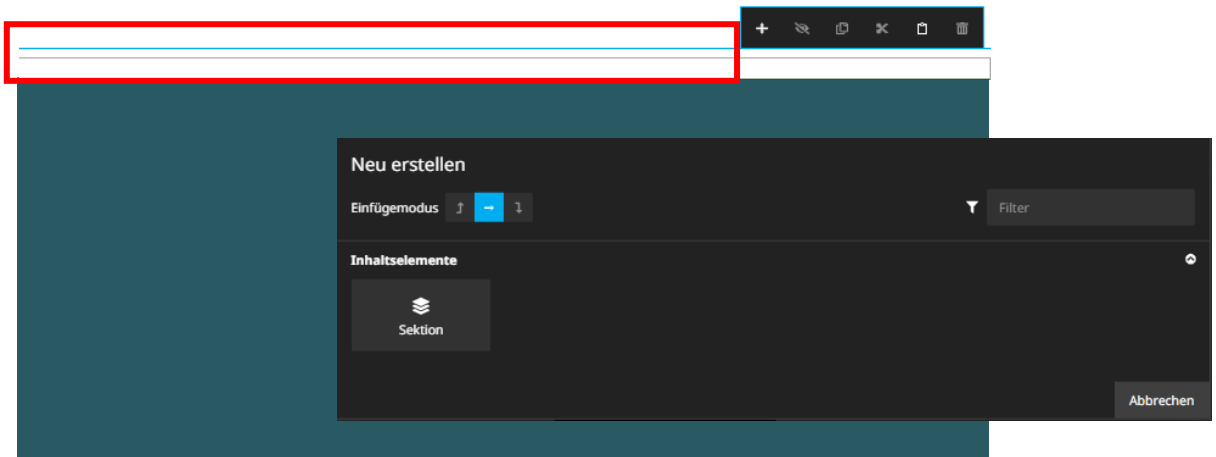 Neu erstellen
Einfügemodus
Filter
Inhaltselemente
Sektion
Abbrechen